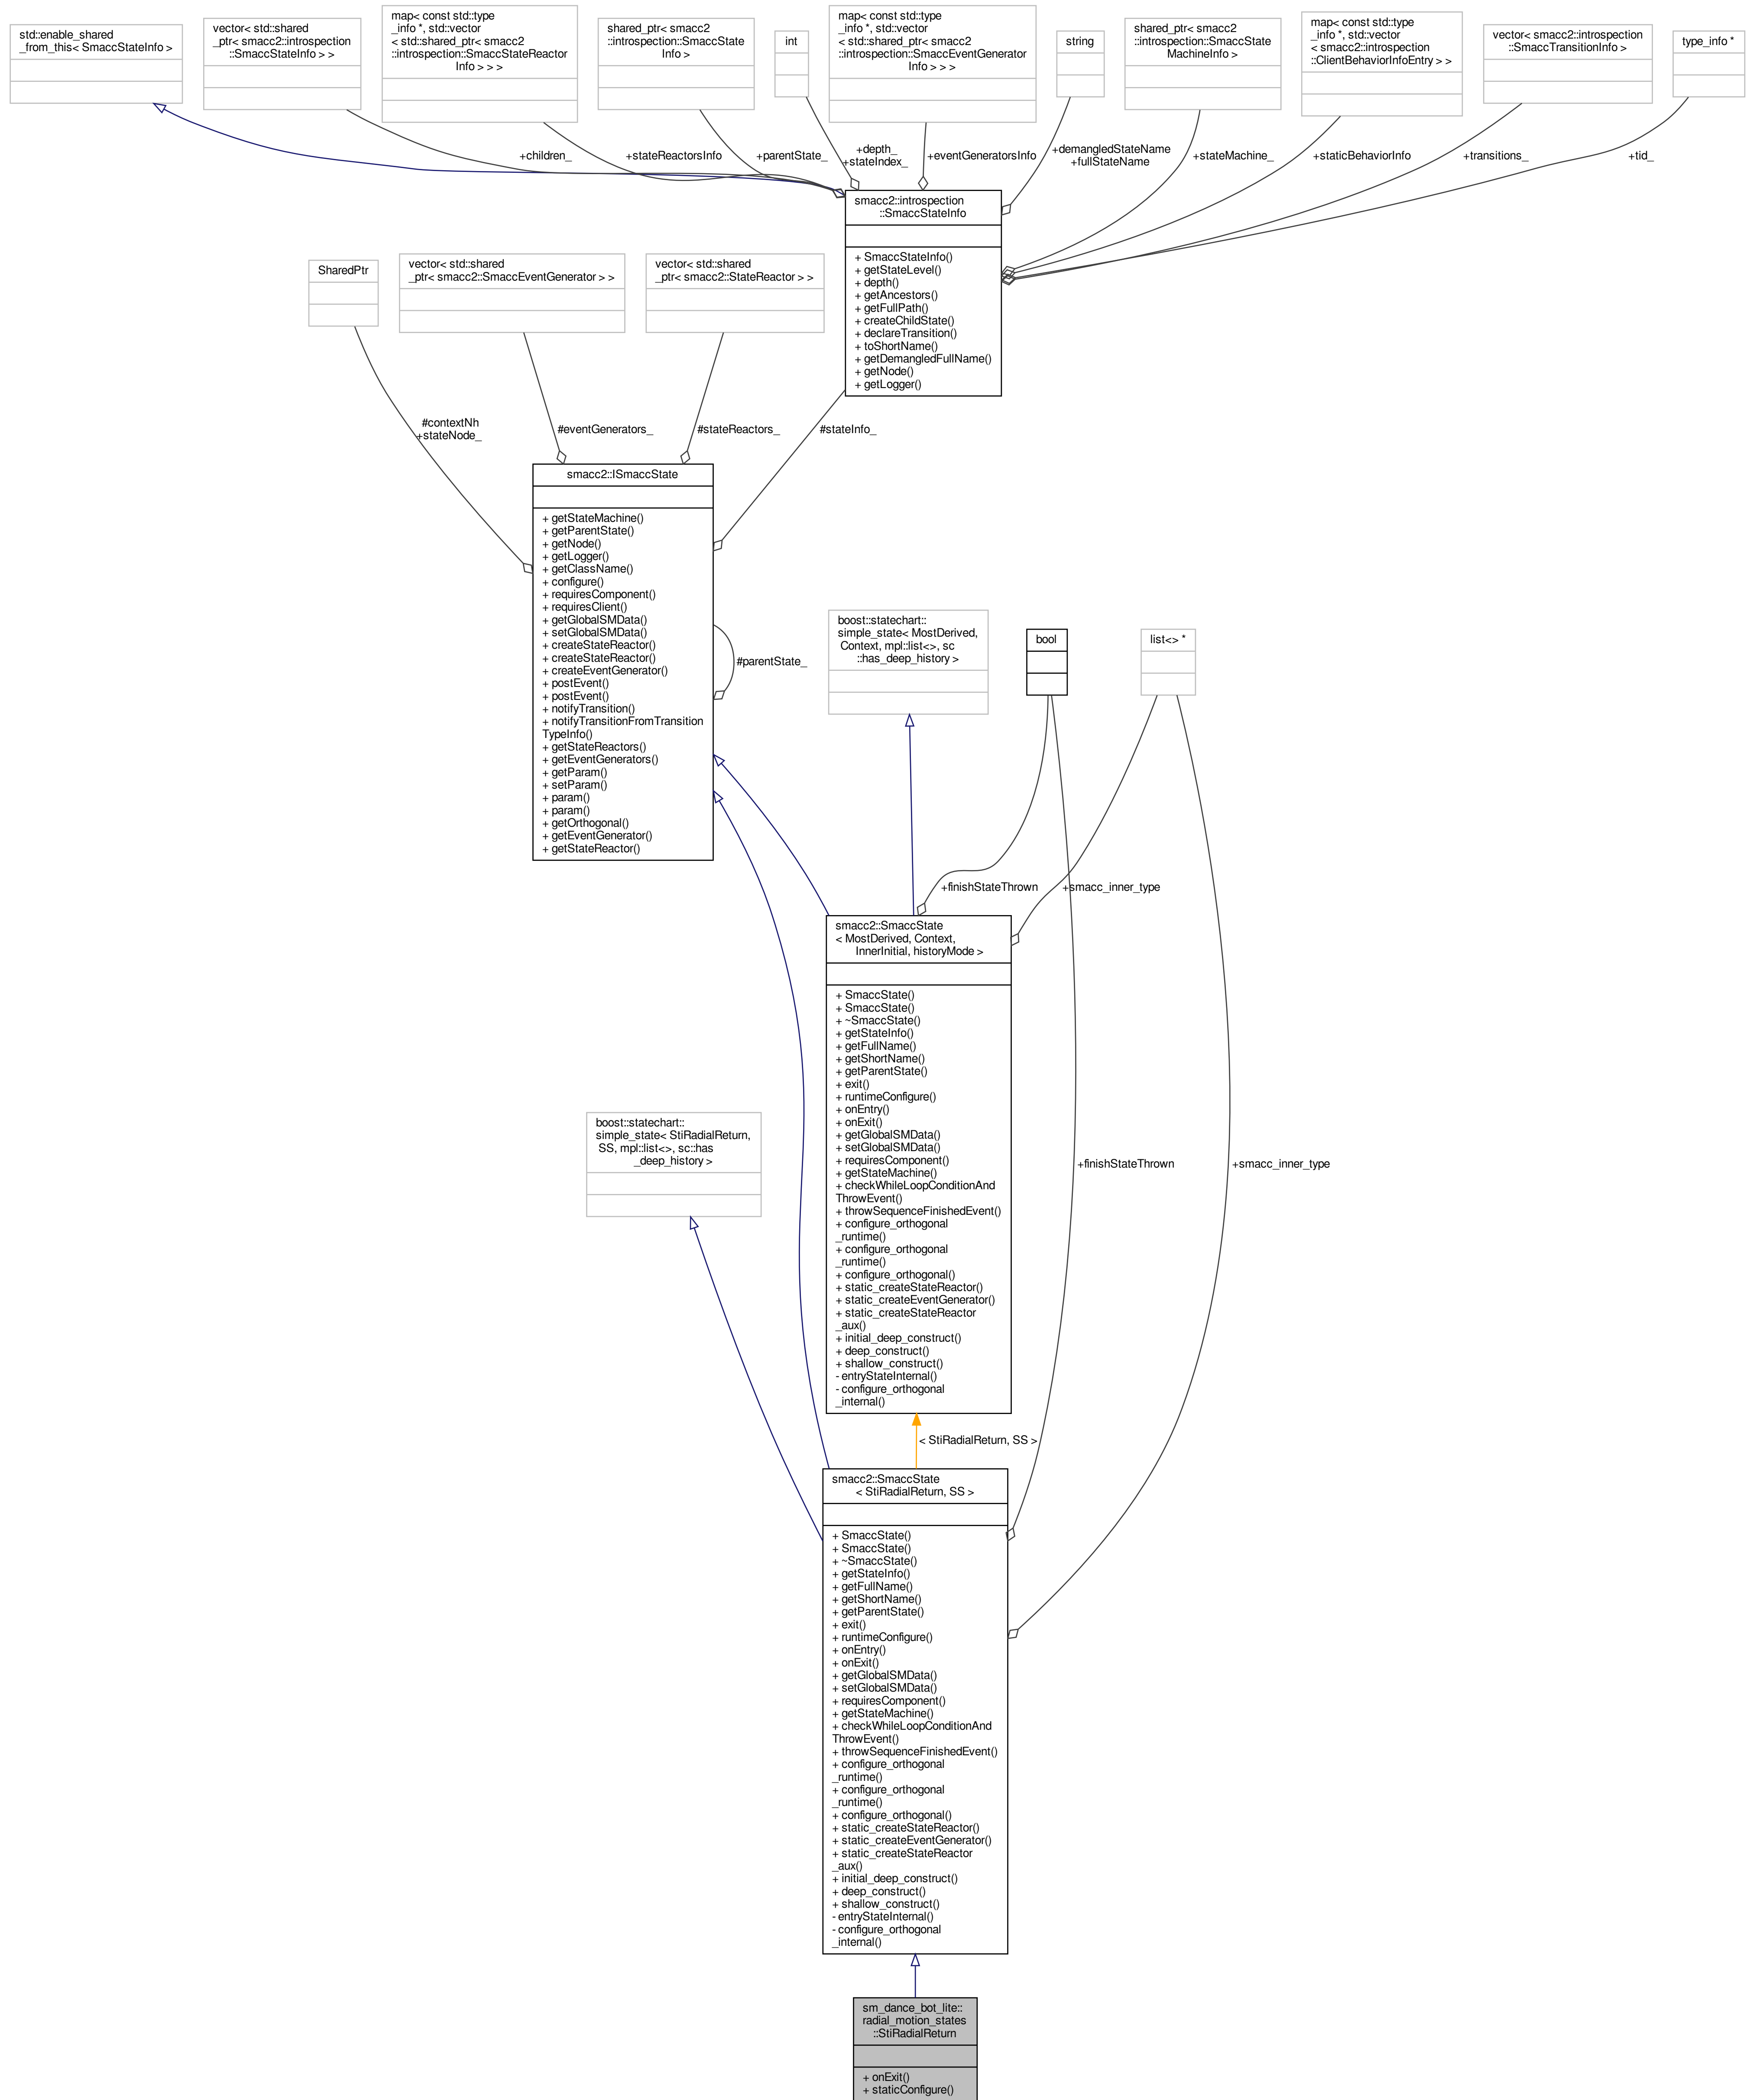 std::enable_shared
_from_this< SmaccStateInfo >
vector< std::shared
_ptr< smacc2::introspection
::SmaccStateInfo > >
map< const std::type
_info *, std::vector
< std::shared_ptr< smacc2
::introspection::SmaccStateReactor
Info > > >
shared_ptr< smacc2
::introspection::SmaccState
Info >
int
map< const std::type
_info *, std::vector
< std::shared_ptr< smacc2
::introspection::SmaccEventGenerator
Info > > >
string
shared_ptr< smacc2
::introspection::SmaccState
MachineInfo >
map< const std::type
_info *, std::vector
< smacc2::introspection
::ClientBehaviorInfoEntry > >
vector< smacc2::introspection
::SmaccTransitionInfo >
type_info *
+children_
+stateReactorsInfo
+parentState_
+depth_
+stateIndex_
+eventGeneratorsInfo
+demangledStateName
+fullStateName
+stateMachine_
+staticBehaviorInfo
+transitions_
+tid_
smacc2::introspection
::SmaccStateInfo
+ SmaccStateInfo()
+ getStateLevel()
+ depth()
+ getAncestors()
+ getFullPath()
+ createChildState()
+ declareTransition()
+ toShortName()
+ getDemangledFullName()
+ getNode()
+ getLogger()
SharedPtr
vector< std::shared
_ptr< smacc2::SmaccEventGenerator > >
vector< std::shared
_ptr< smacc2::StateReactor > >
#contextNh
+stateNode_
#eventGenerators_
#stateReactors_
#stateInfo_
smacc2::ISmaccState
+ getStateMachine()
+ getParentState()
+ getNode()
+ getLogger()
+ getClassName()
+ configure()
+ requiresComponent()
+ requiresClient()
+ getGlobalSMData()
+ setGlobalSMData()
+ createStateReactor()
+ createStateReactor()
+ createEventGenerator()
+ postEvent()
+ postEvent()
+ notifyTransition()
+ notifyTransitionFromTransition
TypeInfo()
+ getStateReactors()
+ getEventGenerators()
+ getParam()
+ setParam()
+ param()
+ param()
+ getOrthogonal()
+ getEventGenerator()
+ getStateReactor()
#parentState_
boost::statechart::
simple_state< MostDerived,
Context, mpl::list<>, sc
::has_deep_history >
bool
list<> *
+finishStateThrown
+smacc_inner_type
smacc2::SmaccState
< MostDerived, Context,
InnerInitial, historyMode >
+ SmaccState()
+ SmaccState()
+ ~SmaccState()
+ getStateInfo()
+ getFullName()
+ getShortName()
+ getParentState()
+ exit()
+ runtimeConfigure()
+ onEntry()
+ onExit()
+ getGlobalSMData()
+ setGlobalSMData()
+ requiresComponent()
+ getStateMachine()
+ checkWhileLoopConditionAnd
ThrowEvent()
+ throwSequenceFinishedEvent()
+ configure_orthogonal
_runtime()
+ configure_orthogonal
_runtime()
+ configure_orthogonal()
+ static_createStateReactor()
+ static_createEventGenerator()
+ static_createStateReactor
_aux()
+ initial_deep_construct()
+ deep_construct()
+ shallow_construct()
- entryStateInternal()
- configure_orthogonal
_internal()
boost::statechart::
simple_state< StiRadialReturn,
SS, mpl::list<>, sc::has
_deep_history >
+finishStateThrown
+smacc_inner_type
< StiRadialReturn, SS >
smacc2::SmaccState
< StiRadialReturn, SS >
+ SmaccState()
+ SmaccState()
+ ~SmaccState()
+ getStateInfo()
+ getFullName()
+ getShortName()
+ getParentState()
+ exit()
+ runtimeConfigure()
+ onEntry()
+ onExit()
+ getGlobalSMData()
+ setGlobalSMData()
+ requiresComponent()
+ getStateMachine()
+ checkWhileLoopConditionAnd
ThrowEvent()
+ throwSequenceFinishedEvent()
+ configure_orthogonal
_runtime()
+ configure_orthogonal
_runtime()
+ configure_orthogonal()
+ static_createStateReactor()
+ static_createEventGenerator()
+ static_createStateReactor
_aux()
+ initial_deep_construct()
+ deep_construct()
+ shallow_construct()
- entryStateInternal()
- configure_orthogonal
_internal()
sm_dance_bot_lite::
radial_motion_states
::StiRadialReturn
+ onExit()
+ staticConfigure()